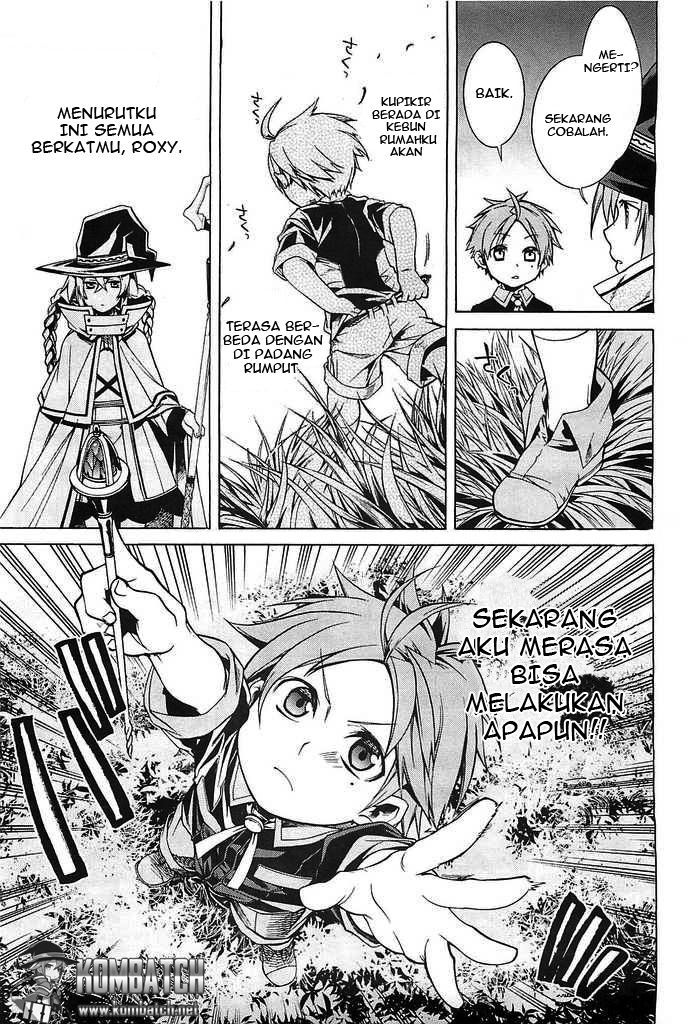 ME-
NGERTI?
SEKARANG
COBALAH.
BAIK.
KUPIKIR
BERADA DI
KEBUN
RUMAHKU
AKAN
TERASA BER-
BEDA DENGAN
DI PADANG
RUMPUT.
MENURUTKU
INI SEMUA
BERKATMU, ROXY.
SEKARANG
AKU MERASA
BISA
MELAKUKAN
APAPUN!!
KOMBATCH
www.kombatch.net